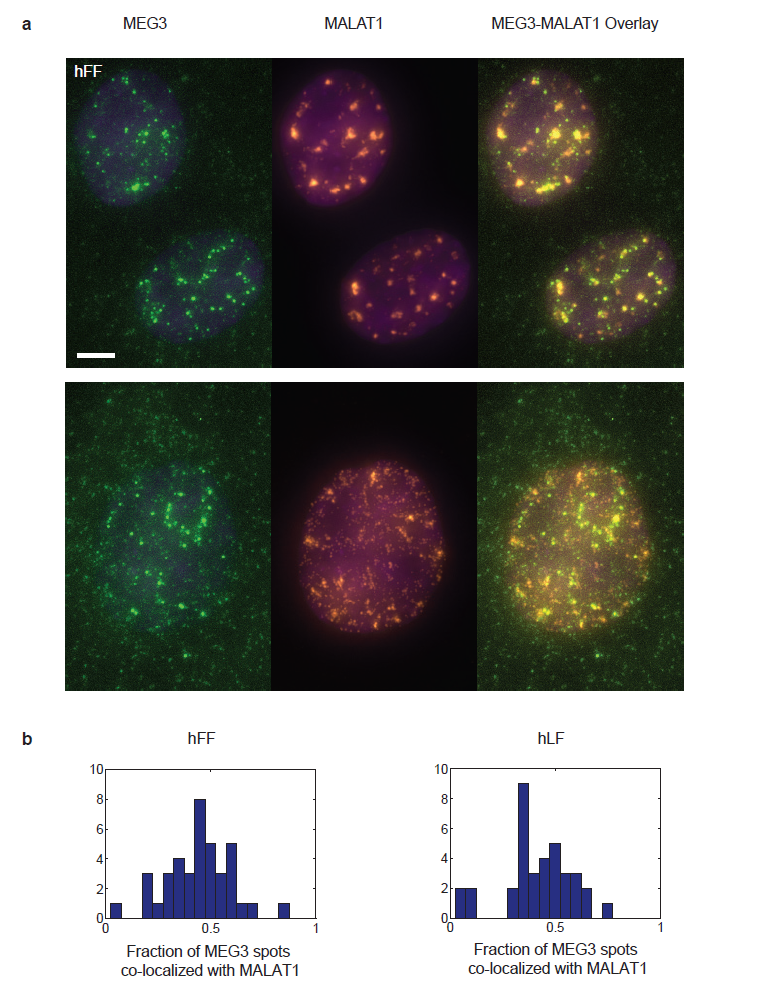 a
MEG3 MALAT1 MEG3-MALAT1 Overlay
hFF
b
hFF hLF
10 10
8 8
6 6
4 4
2 2
0 0
0 0.5 1 0 0.5 1
Fraction of MEG3 spots Fraction of MEG3 spots
co-localized with MALAT1 co-localized with MALAT1